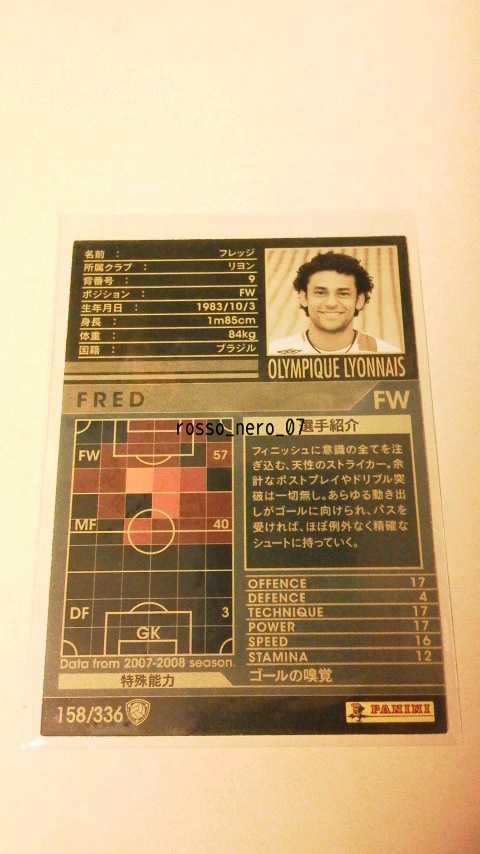 名前 : フレッジ
所属クラブ : リヨン
背番号 : 9
ポジション : FW
生年月日 : 1983/10/3
身長 : 1m85cm
体重 : 84kg
国籍 : ブラジル
OLYMPIQUE LYONNAIS
FRED FW
rosso_nero_07
選手紹介
フィニッシュに意識の全てを注
ぎ込む、天性のストライカー。余
計なポストプレイやドリブル突
破は一切無し。あらゆる動き出
しがゴールに向けられ、パスを
受ければ、ほぼ例外なく精確な
シュートに持っていく。
FW 57
MF 40
DF 3
GK
Data from 2007-2008 season.
OFFENCE 17
DEFENCE 4
TECHNIQUE 17
POWER 17
SPEED 16
STAMINA 12
特殊能力 ゴールの嗅覚
158/336
PANINI